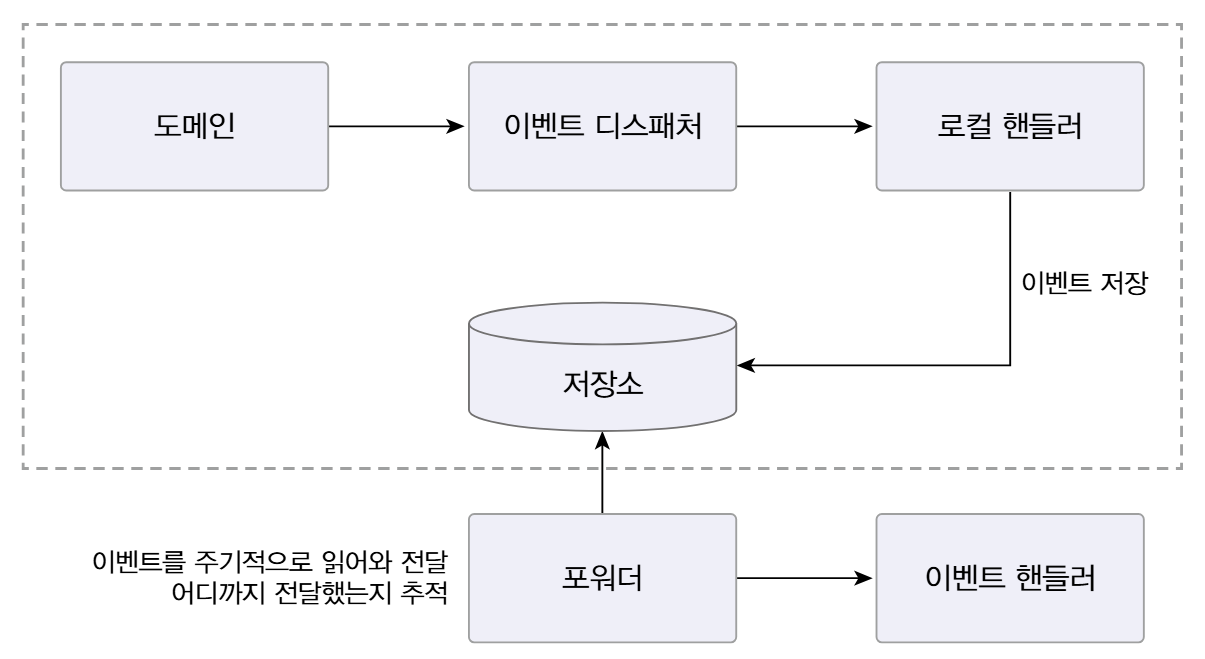 도메인
이벤트 디스패처
로컬 핸들러
이벤트 저장
저장소
이벤트를 주기적으로 읽어와 전달
어디까지 전달했는지 추적
포워더
이벤트 핸들러